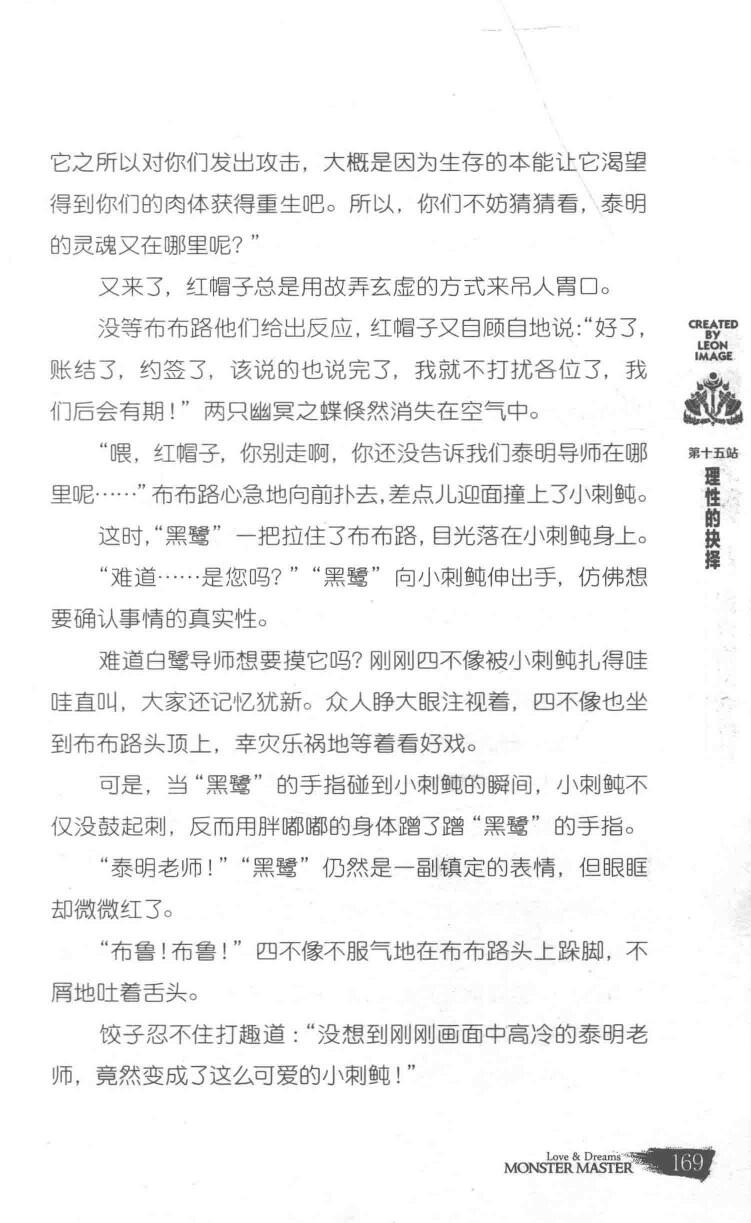 它之所以对你们发出攻击，大概是因为生存的本能让它渴望
得到你们的肉体获得重生吧。所以，你们不妨猜猜看，泰明
的灵魂又在哪里呢？”
又来了，红帽子总是用故弄玄虚的方式来吊人胃口。
没等布布路他们给出反应，红帽子又自顾自地说：“好了，
账结了，约签了，该说的也说完了，我就不打扰各位了，我
们后会有期！”两只幽冥之蝶倏然消失在空气中。
“喂，红帽子，你别走啊，你还没告诉我们泰明导师在哪
里呢……”布布路心急地向前扑去，差点儿迎面撞上了小刺鲀。
这时，“黑鹭”一把拉住了布布路，目光落在小刺鲀身上。
“难道……是您吗？”“黑鹭”向小刺鲀伸出手，仿佛想
要确认事情的真实性。
难道白鹭导师想要摸它吗？刚刚四不像被小刺鲀扎得哇
哇直叫，大家还记忆犹新。众人睁大眼注视着，四不像也坐
到布布路头顶上，幸灾乐祸地等着看好戏。
可是，当“黑鹭”的手指碰到小刺鲀的瞬间，小刺鲀不
仅没鼓起刺，反而用胖嘟嘟的身体蹭了蹭“黑鹭”的手指。
“泰明老师！”“黑鹭”仍然是一副镇定的表情，但眼眶
却微微红了。
“布鲁！布鲁！”四不像不服气地在布布路头上跺脚，不
屑地吐着舌头。
饺子忍不住打趣道：“没想到刚刚画面中高冷的泰明老
师，竟然变成了这么可爱的小刺鲀！”
CREATED
BY
LEON
IMAGE
第十五站
理性的抉择
Love & Dreams
MONSTER MASTER
169